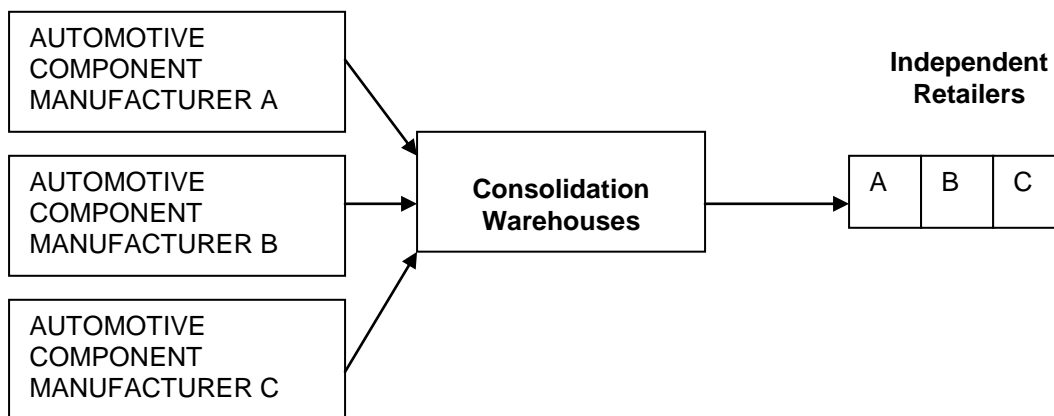 AUTOMOTIVE
COMPONENT
MANUFACTURER A
AUTOMOTIVE
COMPONENT
MANUFACTURER B
AUTOMOTIVE
COMPONENT
MANUFACTURER C
Consolidation
Warehouses
Independent
Retailers
A B C